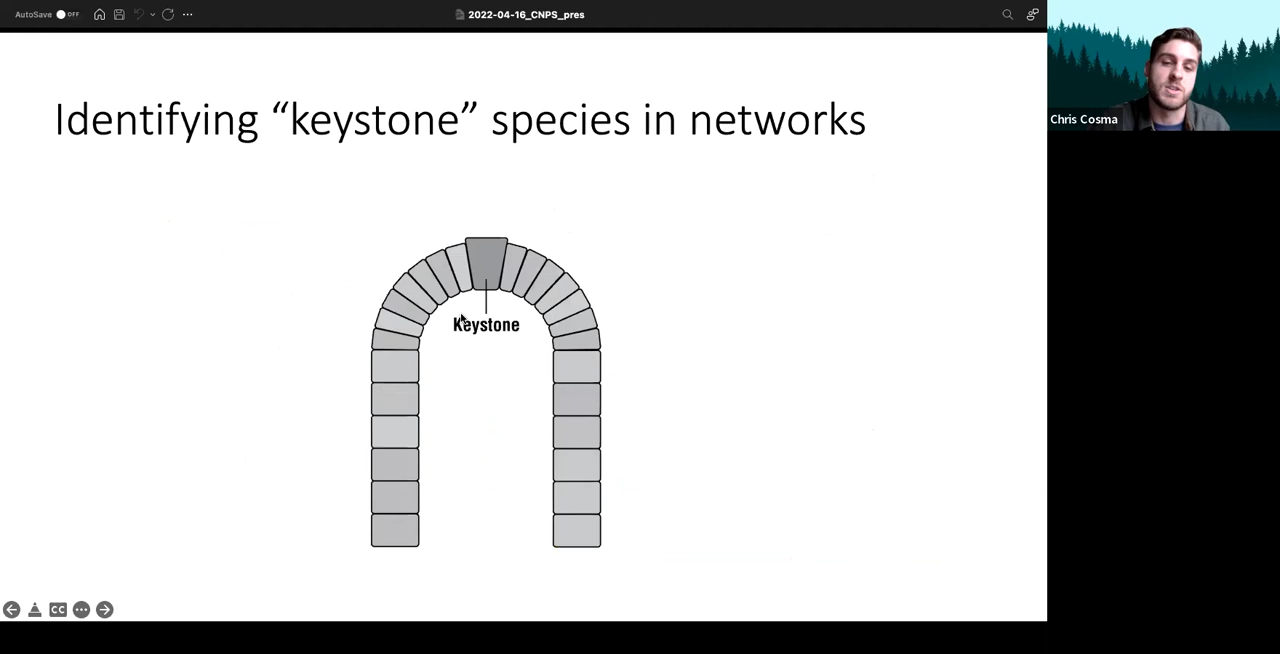 AutoSave OFF
2022-04-16_CNPS_pres
Chris Cosma
Identifying “keystone” species in networks
Keystone
CC